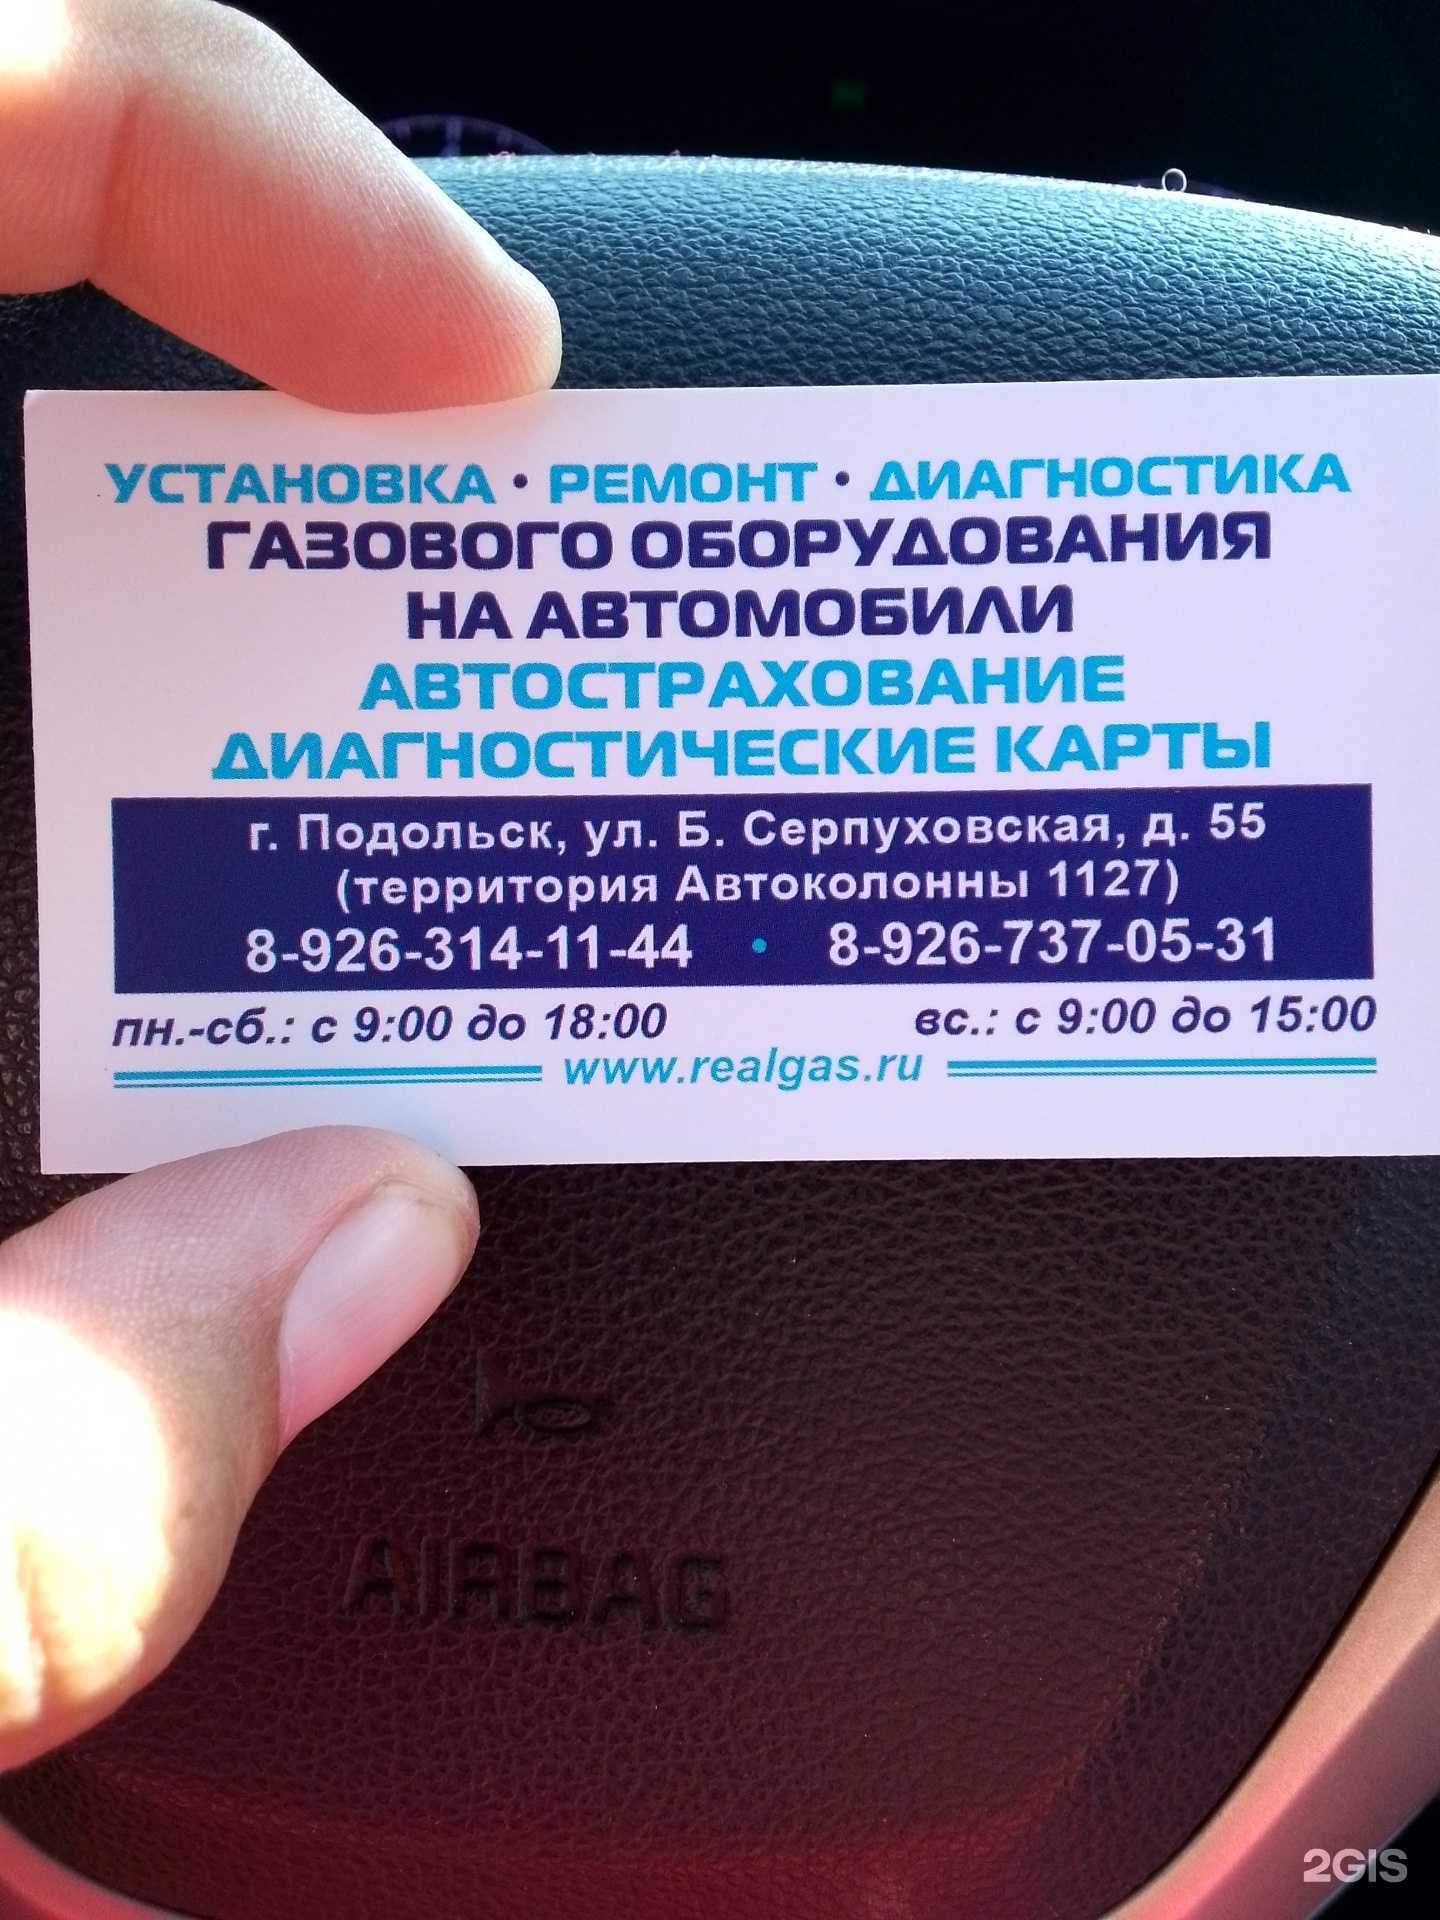 УСТАНОВКА • РЕМОНТ • ДИАГНОСТИКА
ГАЗОВОГО ОБОРУДОВАНИЯ
НА АВТОМОБИЛИ
АВТОСТРАХОВАНИЕ
ДИАГНОСТИЧЕСКИЕ КАРТЫ
г. Подольск, ул. Б. Серпуховская, д. 55
(территория Автоколонны 1127)
8-926-314-11-44 • 8-926-737-05-31
пн.-сб.: с 9:00 до 18:00 вс.: с 9:00 до 15:00
www.realgas.ru
AIRBAG
2GIS